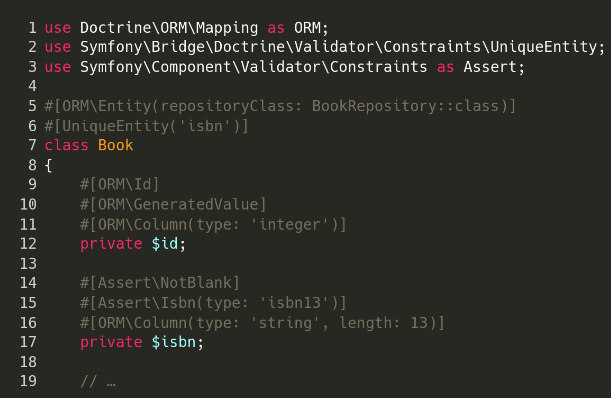 1 use Doctrine\ORM\Mapping as ORM;
2 use Symfony\Bridge\Doctrine\Validator\Constraints\UniqueEntity;
3 use Symfony\Component\Validator\Constraints as Assert;
4
5 #[ORM\Entity(repositoryClass: BookRepository::class)]
6 #[UniqueEntity('isbn')]
7 class Book
8 {
9     #[ORM\Id]
10     #[ORM\GeneratedValue]
11     #[ORM\Column(type: 'integer')]
12     private $id;
13
14     #[Assert\NotBlank]
15     #[Assert\Isbn(type: 'isbn13')]
16     #[ORM\Column(type: 'string', length: 13)]
17     private $isbn;
18
19     // …